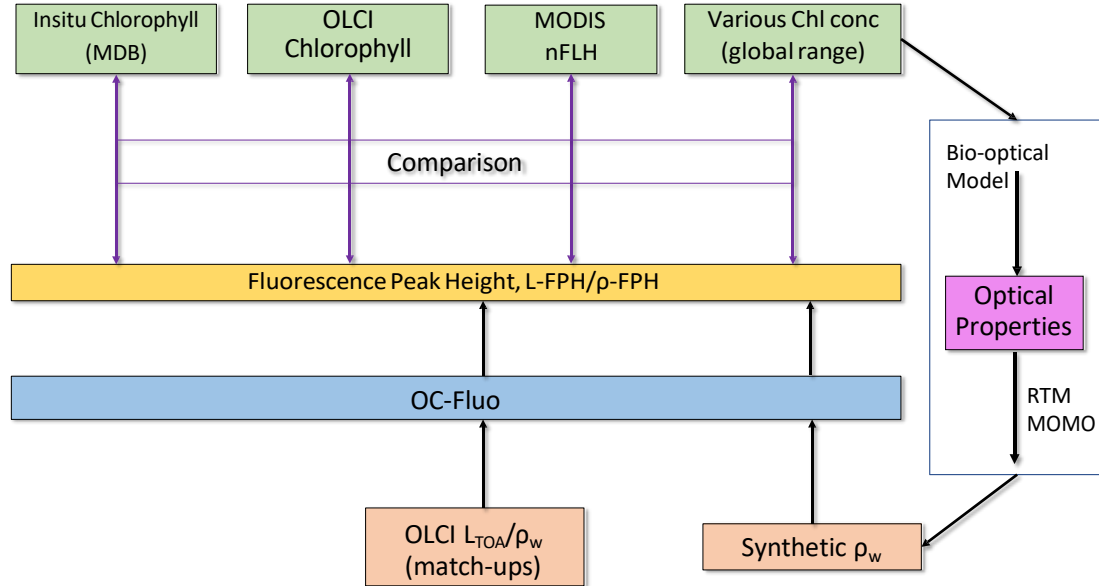 Insitu Chlorophyll
(MDB)
OLCI
Chlorophyll
MODIS
nFLH
Various Chl conc
(global range)
Comparison
Bio-optical
Model
Fluorescence Peak Height, L-FPH/ρ-FPH
Optical
Properties
OC-Fluo
RTM
MOMO
OLCI LTOA/ρw
(match-ups)
Synthetic ρw